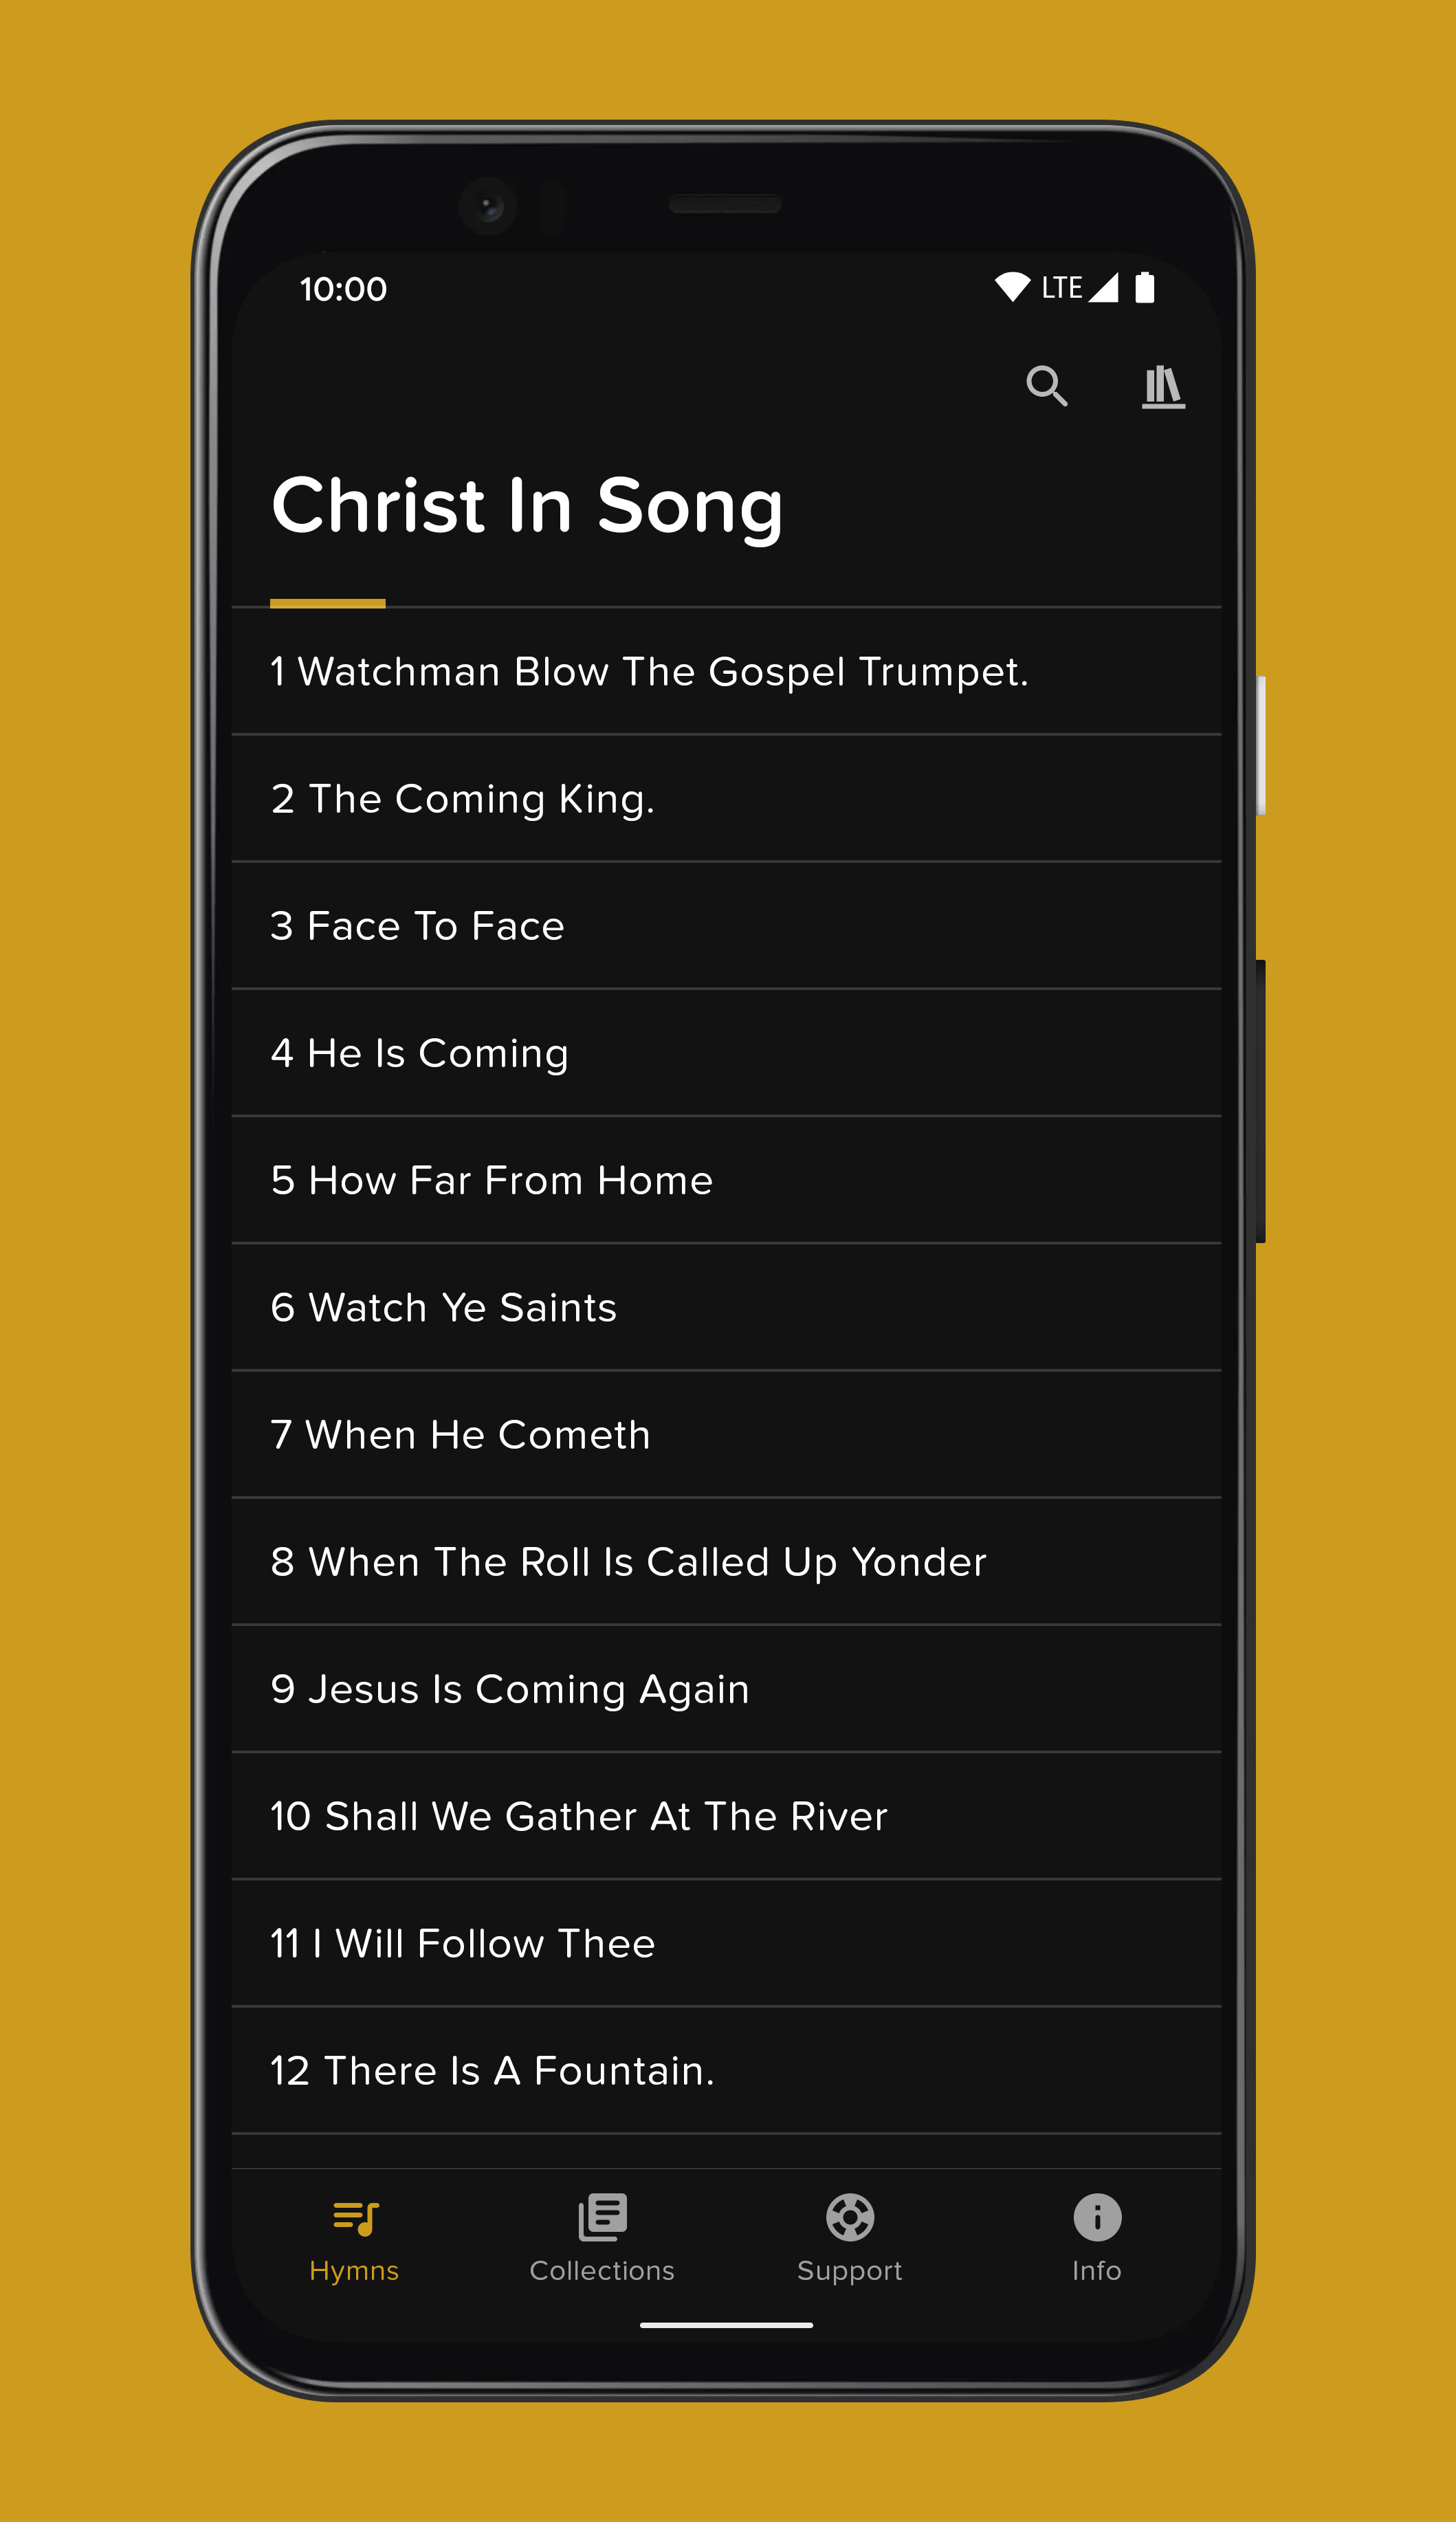 10:00 LTE
Christ In Song
1 Watchman Blow The Gospel Trumpet.
2 The Coming King.
3 Face To Face
4 He Is Coming
5 How Far From Home
6 Watch Ye Saints
7 When He Cometh
8 When The Roll Is Called Up Yonder
9 Jesus Is Coming Again
10 Shall We Gather At The River
11 I Will Follow Thee
12 There Is A Fountain.
Hymns Collections Support Info